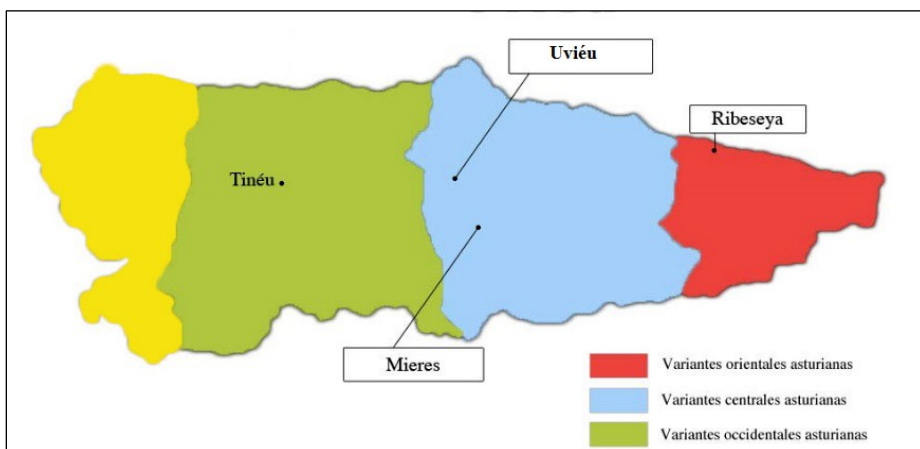 Uviéu
Ribeseya
Tinéu
Mieres
Variantes orientales asturianas
Variantes centrales asturianas
Variantes occidentales asturianas